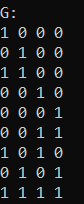 G:
1 0 0 0
0 1 0 0
1 1 0 0
0 0 1 0
0 0 0 1
0 0 1 1
1 0 1 0
0 1 0 1
1 1 1 1